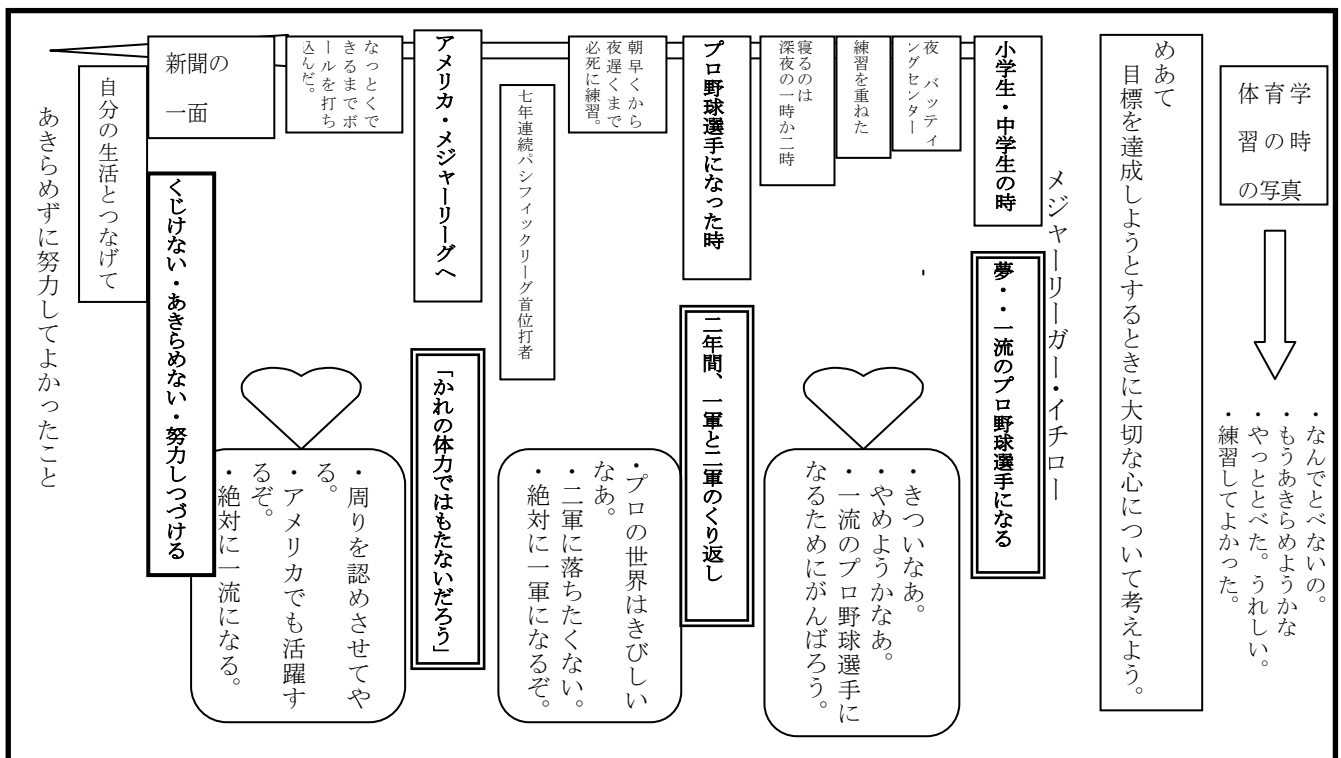 体育学
習の時
の写真
・なんでとべないの。
・もうあきらめようかな
・やっととべた。うれしい。
・練習してよかった。
めあて
目標を達成しようとするときに大切な心について考えよう。
メジャーリーガー・イチロー
小学生・中学生の時
夢・・一流のプロ野球選手になる
夜 バッティ
ングセンター
練習を重ねた
寝るのは
深夜の一時か二時
・きついなあ。
・やめようかなあ。
・一流のプロ野球選手に
なるためにがんばろう。
プロ野球選手になった時
二年間、一軍と二軍のくり返し
朝早くから
夜遅くまで
必死に練習。
七年連続パシフィックリーグ首位打者
・プロの世界はきびしい
なあ。
・二軍に落ちたくない。
・絶対に一軍になるぞ。
アメリカ・メジャーリーグへ
「かれの体力ではもたないだろう」
なっとくで
きるまでボ
ールを打ち
込んだ。
・周りを認めさせてや
る。
・アメリカでも活躍す
るぞ。
・絶対に一流になる。
新聞の
一面
くじけない・あきらめない・努力しつづける
自分の生活とつなげて
あきらめずに努力してよかったこと